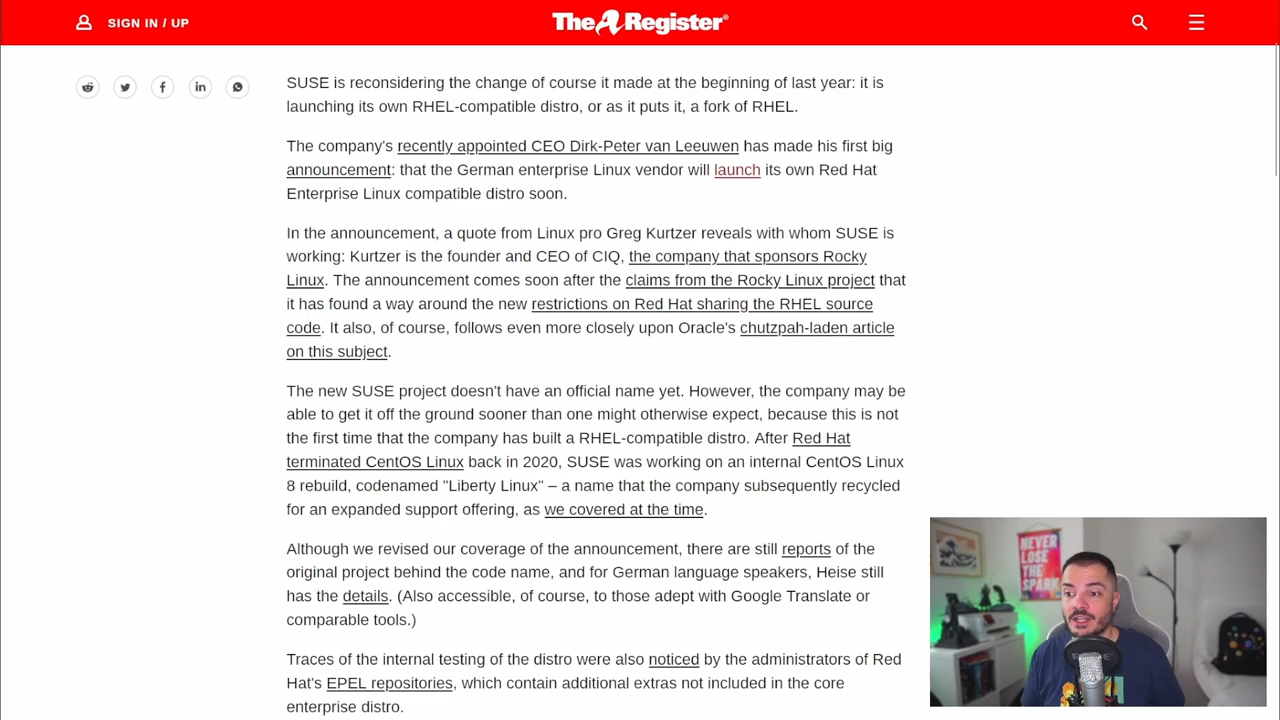 SIGN IN / UP
The Register®
SUSE is reconsidering the change of course it made at the beginning of last year: it is
launching its own RHEL-compatible distro, or as it puts it, a fork of RHEL.
The company's recently appointed CEO Dirk-Peter van Leeuwen has made his first big
announcement: that the German enterprise Linux vendor will launch its own Red Hat
Enterprise Linux compatible distro soon.
In the announcement, a quote from Linux pro Greg Kurtzer reveals with whom SUSE is
working: Kurtzer is the founder and CEO of CIQ, the company that sponsors Rocky
Linux. The announcement comes soon after the claims from the Rocky Linux project that
it has found a way around the new restrictions on Red Hat sharing the RHEL source
code. It also, of course, follows even more closely upon Oracle's chutzpah-laden article
on this subject.
The new SUSE project doesn't have an official name yet. However, the company may be
able to get it off the ground sooner than one might otherwise expect, because this is not
the first time that the company has built a RHEL-compatible distro. After Red Hat
terminated CentOS Linux back in 2020, SUSE was working on an internal CentOS Linux
8 rebuild, codenamed "Liberty Linux" – a name that the company subsequently recycled
for an expanded support offering, as we covered at the time.
Although we revised our coverage of the announcement, there are still reports of the
original project behind the code name, and for German language speakers, Heise still
has the details. (Also accessible, of course, to those adept with Google Translate or
comparable tools.)
Traces of the internal testing of the distro were also noticed by the administrators of Red
Hat's EPEL repositories, which contain additional extras not included in the core
enterprise distro.
NEVER
LOSE
THE
SPARK